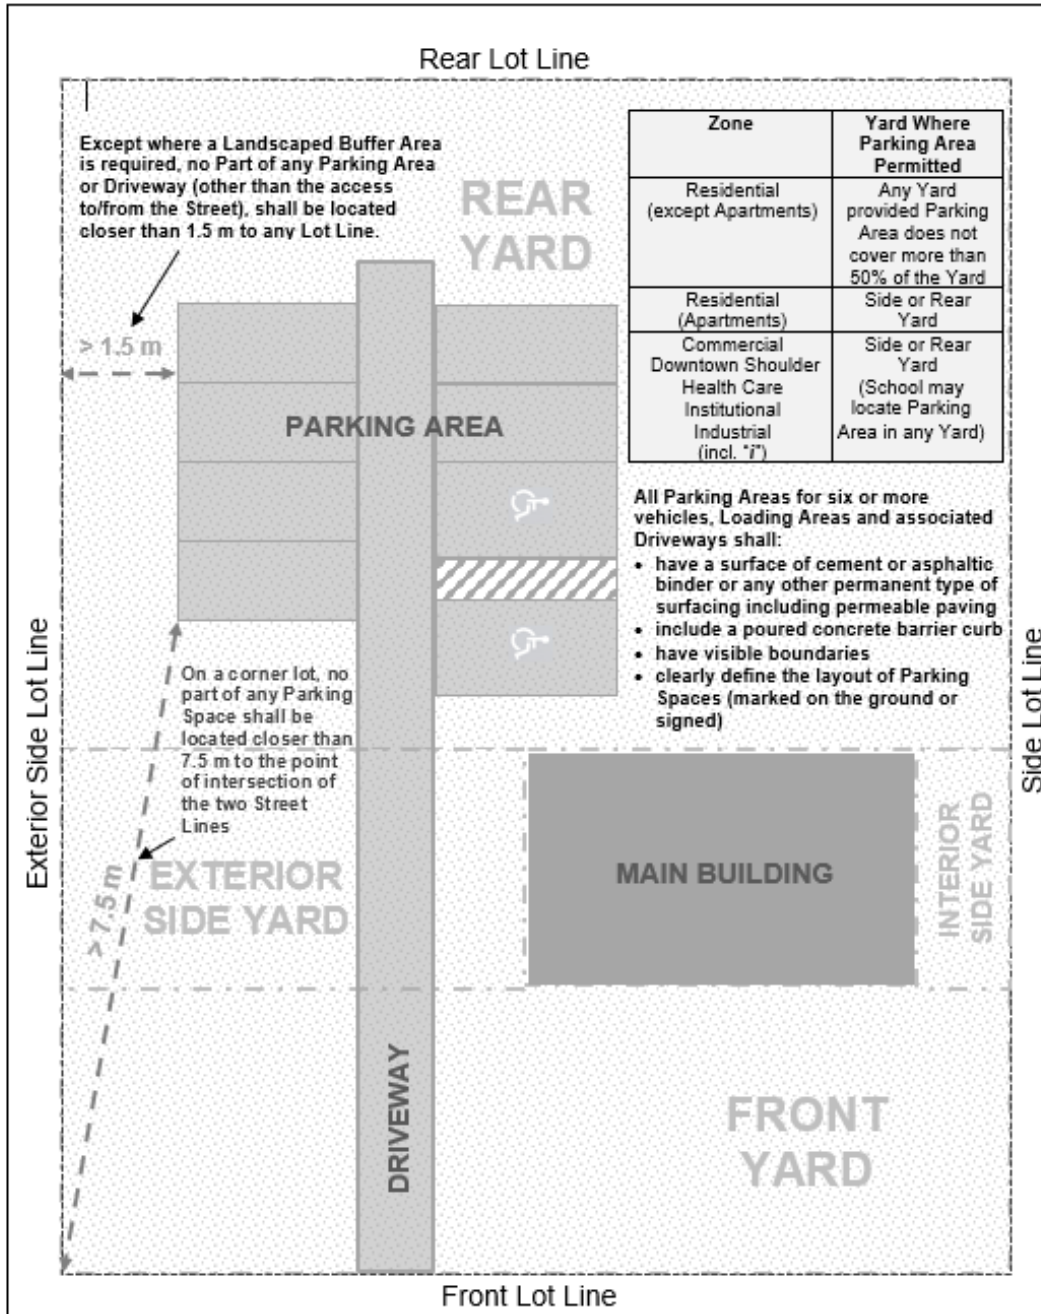 Rear Lot Line
Except where a Landscaped Buffer Area
is required, no Part of any Parking Area
or Driveway (other than the access
to/from the Street), shall be located
closer than 1.5 m to any Lot Line.
REAR
YARD
Zone
Yard Where
Parking Area
Permitted
Residential
(except Apartments)
Any Yard
provided Parking
Area does not
cover more than
50% of the Yard
Residential
(Apartments)
Side or Rear
Yard
Commercial
Downtown Shoulder
Health Care
Institutional
Industrial
(incl. "i")
Side or Rear
Yard
(School may
locate Parking
Area in any Yard)
> 1.5 m
PARKING AREA
All Parking Areas for six or more
vehicles, Loading Areas and associated
Driveways shall:
• have a surface of cement or asphaltic
binder or any other permanent type of
surfacing including permeable paving
• include a poured concrete barrier curb
• have visible boundaries
• clearly define the layout of Parking
Spaces (marked on the ground or
signed)
Exterior Side Lot Line
On a corner lot, no
part of any Parking
Space shall be
located closer than
7.5 m to the point
of intersection of
the two Street
Lines
> 7.5 m
EXTERIOR
SIDE YARD
MAIN BUILDING
INTERIOR
SIDE YARD
Side Lot Line
DRIVEWAY
FRONT
YARD
Front Lot Line